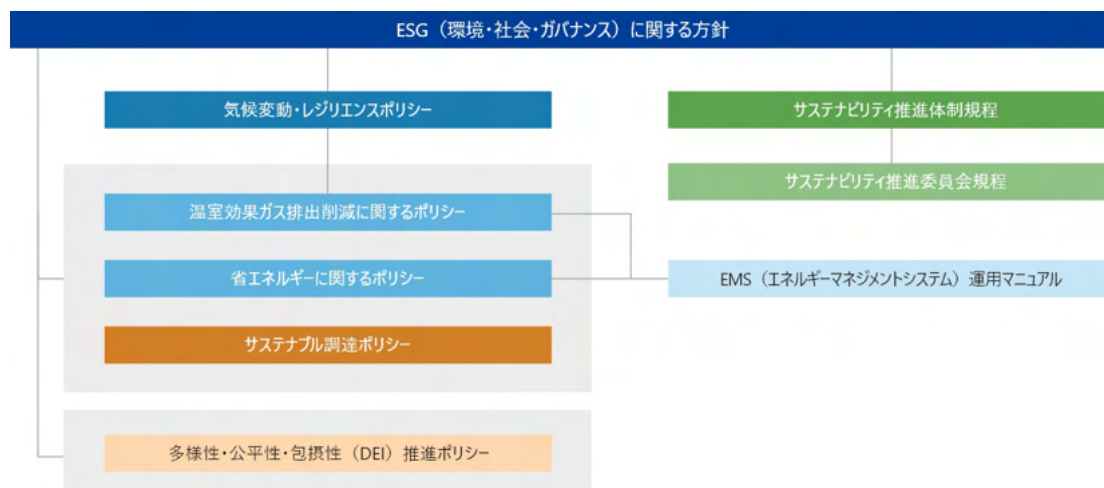 ESG（環境・社会・ガバナンス）に関する方針
気候変動・レジリエンスポリシー
サステナビリティ推進体制規程
サステナビリティ推進委員会規程
温室効果ガス排出削減に関するポリシー
省エネルギーに関するポリシー
EMS（エネルギーマネジメントシステム）運用マニュアル
サステナブル調達ポリシー
多様性・公平性・包摂性（DEI）推進ポリシー